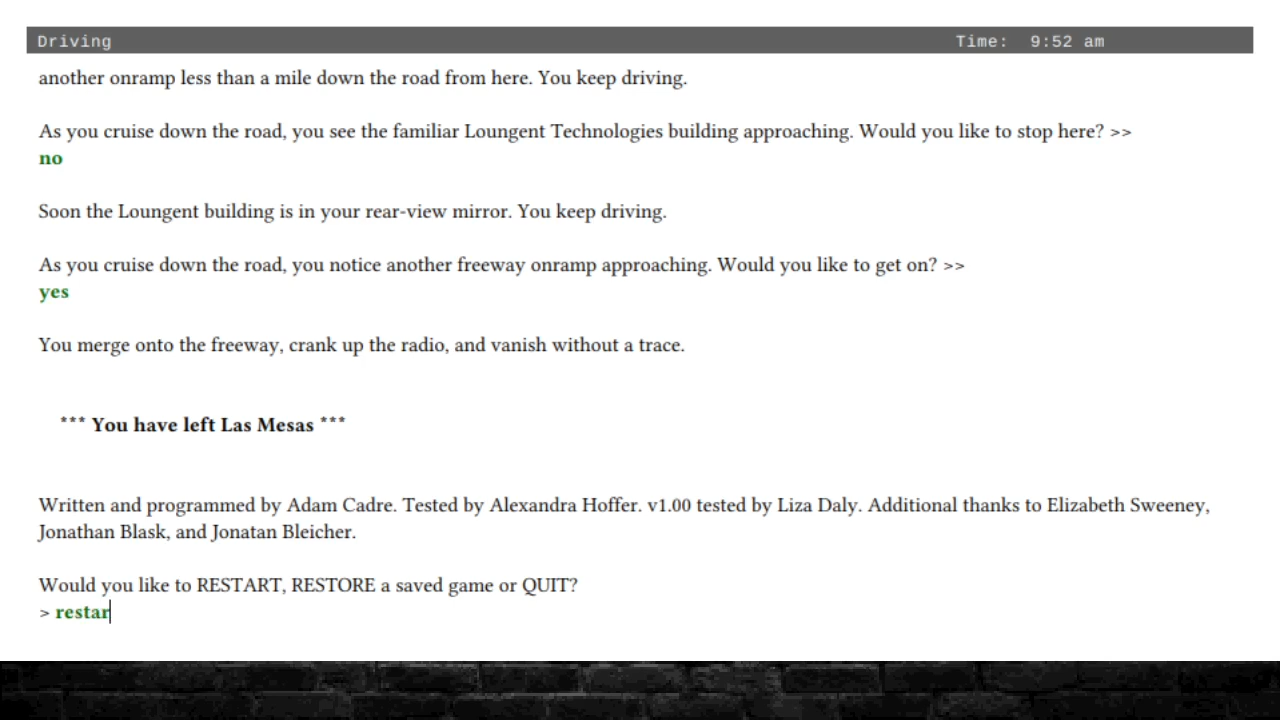 Driving Time: 9:52 am
another onramp less than a mile down the road from here. You keep driving.
As you cruise down the road, you see the familiar Loungent Technologies building approaching. Would you like to stop here? >>
no
Soon the Loungent building is in your rear-view mirror. You keep driving.
As you cruise down the road, you notice another freeway onramp approaching. Would you like to get on? >>
yes
You merge onto the freeway, crank up the radio, and vanish without a trace.
*** You have left Las Mesas ***
Written and programmed by Adam Cadre. Tested by Alexandra Hoffer. v1.00 tested by Liza Daly. Additional thanks to Elizabeth Sweeney,
Jonathan Blask, and Jonatan Bleicher.
Would you like to RESTART, RESTORE a saved game or QUIT?
> restar